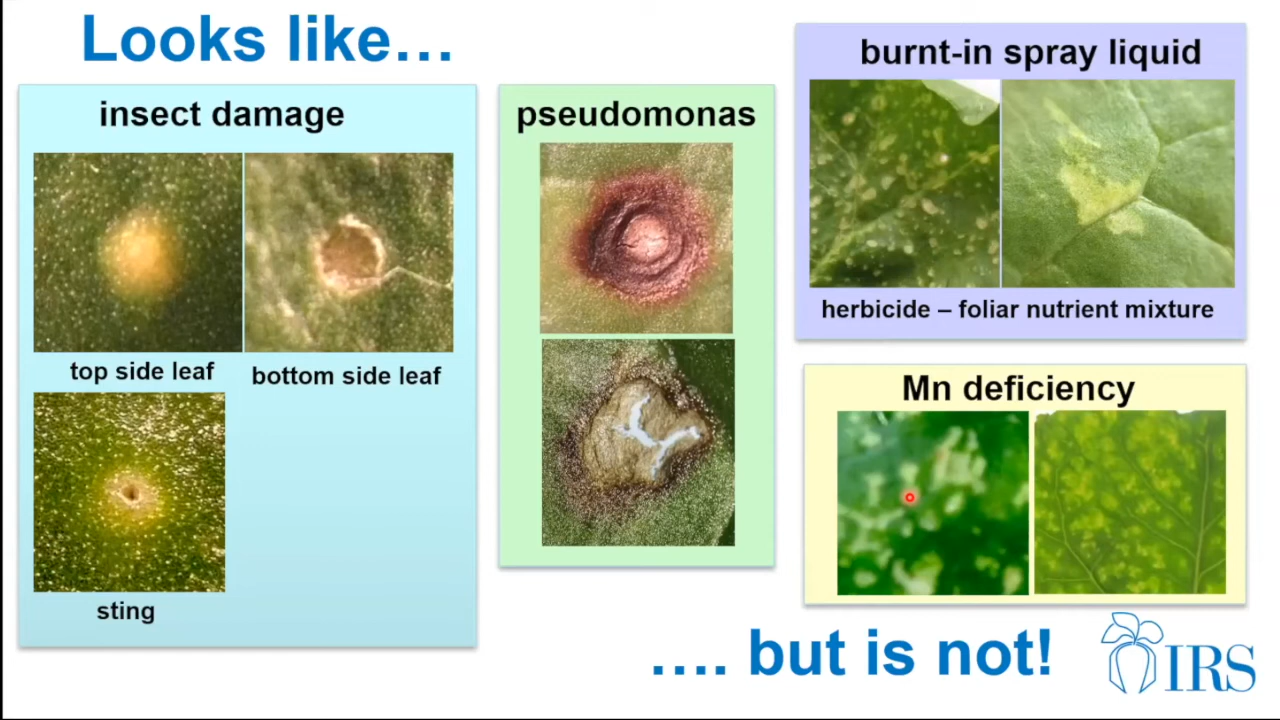 Looks like…
insect damage
top side leaf
bottom side leaf
sting
pseudomonas
burnt-in spray liquid
herbicide – foliar nutrient mixture
Mn deficiency
…. but is not!
IRS